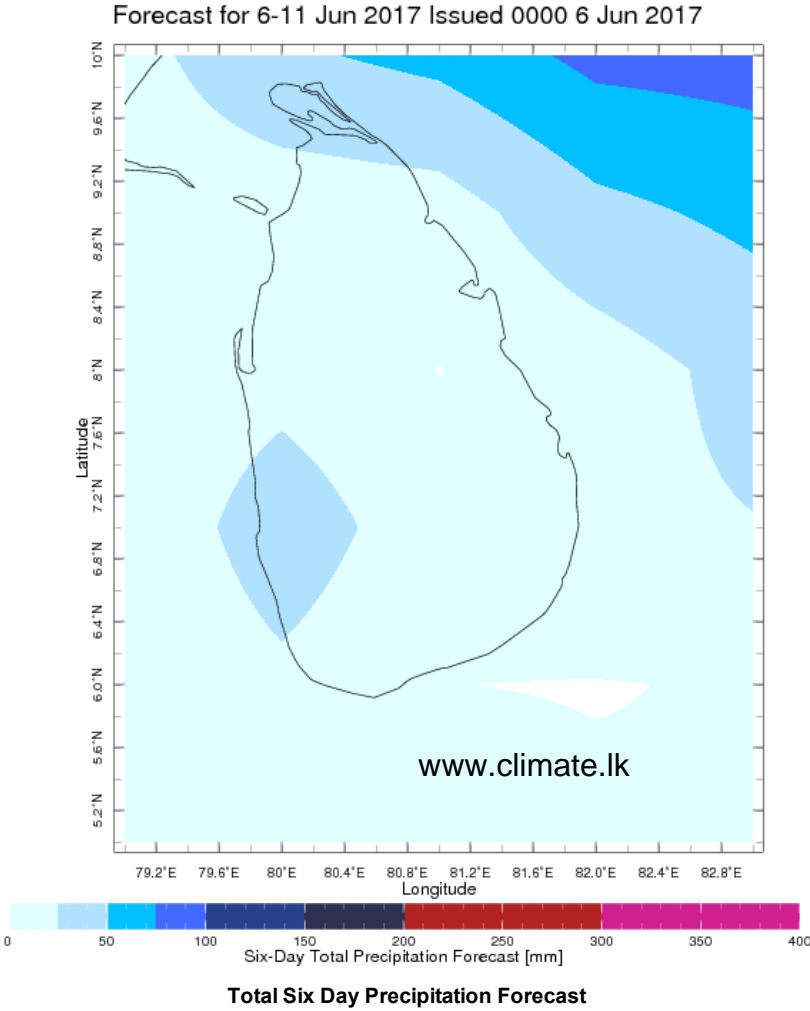 Forecast for 6-11 Jun 2017 Issued 0000 6 Jun 2017
10°N
9.6°N
9.2°N
8.8°N
8.4°N
8°N
7.6°N
7.2°N
6.8°N
6.4°N
6.0°N
5.6°N
5.2°N
Latitude
www.climate.lk
79.2°E 79.6°E 80°E 80.4°E 80.8°E 81.2°E 81.6°E 82.0°E 82.4°E 82.8°E
Longitude
0 50 100 150 200 250 300 350 400
Six-Day Total Precipitation Forecast [mm]
Total Six Day Precipitation Forecast